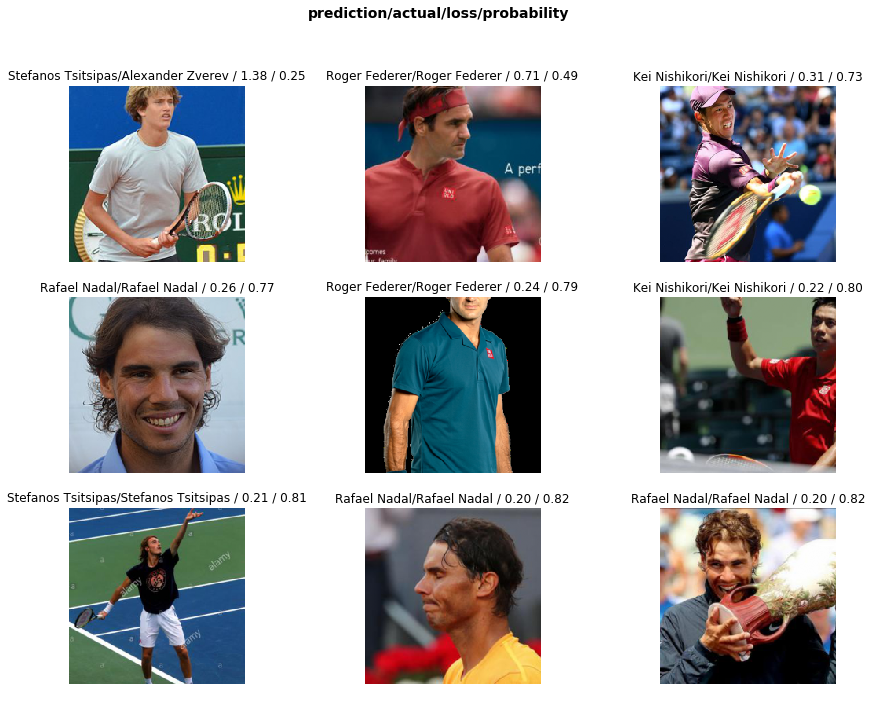 prediction/actual/loss/probability
Stefanos Tsitsipas/Alexander Zverev / 1.38 / 0.25
Roger Federer/Roger Federer / 0.71 / 0.49
Kei Nishikori/Kei Nishikori / 0.31 / 0.73
ROL
A perf
comes
our family
Rafael Nadal/Rafael Nadal / 0.26 / 0.77
Roger Federer/Roger Federer / 0.24 / 0.79
Kei Nishikori/Kei Nishikori / 0.22 / 0.80
Stefanos Tsitsipas/Stefanos Tsitsipas / 0.21 / 0.81
Rafael Nadal/Rafael Nadal / 0.20 / 0.82
Rafael Nadal/Rafael Nadal / 0.20 / 0.82
alamy
alamy
alamy